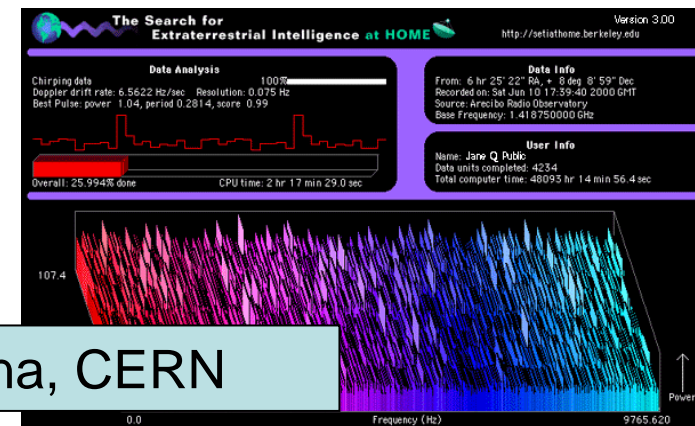 The Search for
Extraterrestrial Intelligence at HOME
Version 3.00
http://setiathome.berkeley.edu
Data Analysis
Chirping data 100%
Doppler drift rate: 6.5622 Hz/sec Resolution: 0.075 Hz
Best Pulse: power 1.04, period 0.2814, score 0.99
Overall: 25.994% done CPU time: 2 hr 17 min 29.0 sec
Data Info
From: 6 hr 25' 22" RA, + 8 deg 8' 59" Dec
Recorded on: Sat Jun 10 17:39:40 2000 GMT
Source: Arecibo Radio Observatory
Base Frequency: 1.418750000 GHz
User Info
Name: Jane Q Public
Data units completed: 4234
Total computer time: 48093 hr 14 min 56.4 sec
107.4
na, CERN
Power
0.0 Frequency (Hz) 9765.620